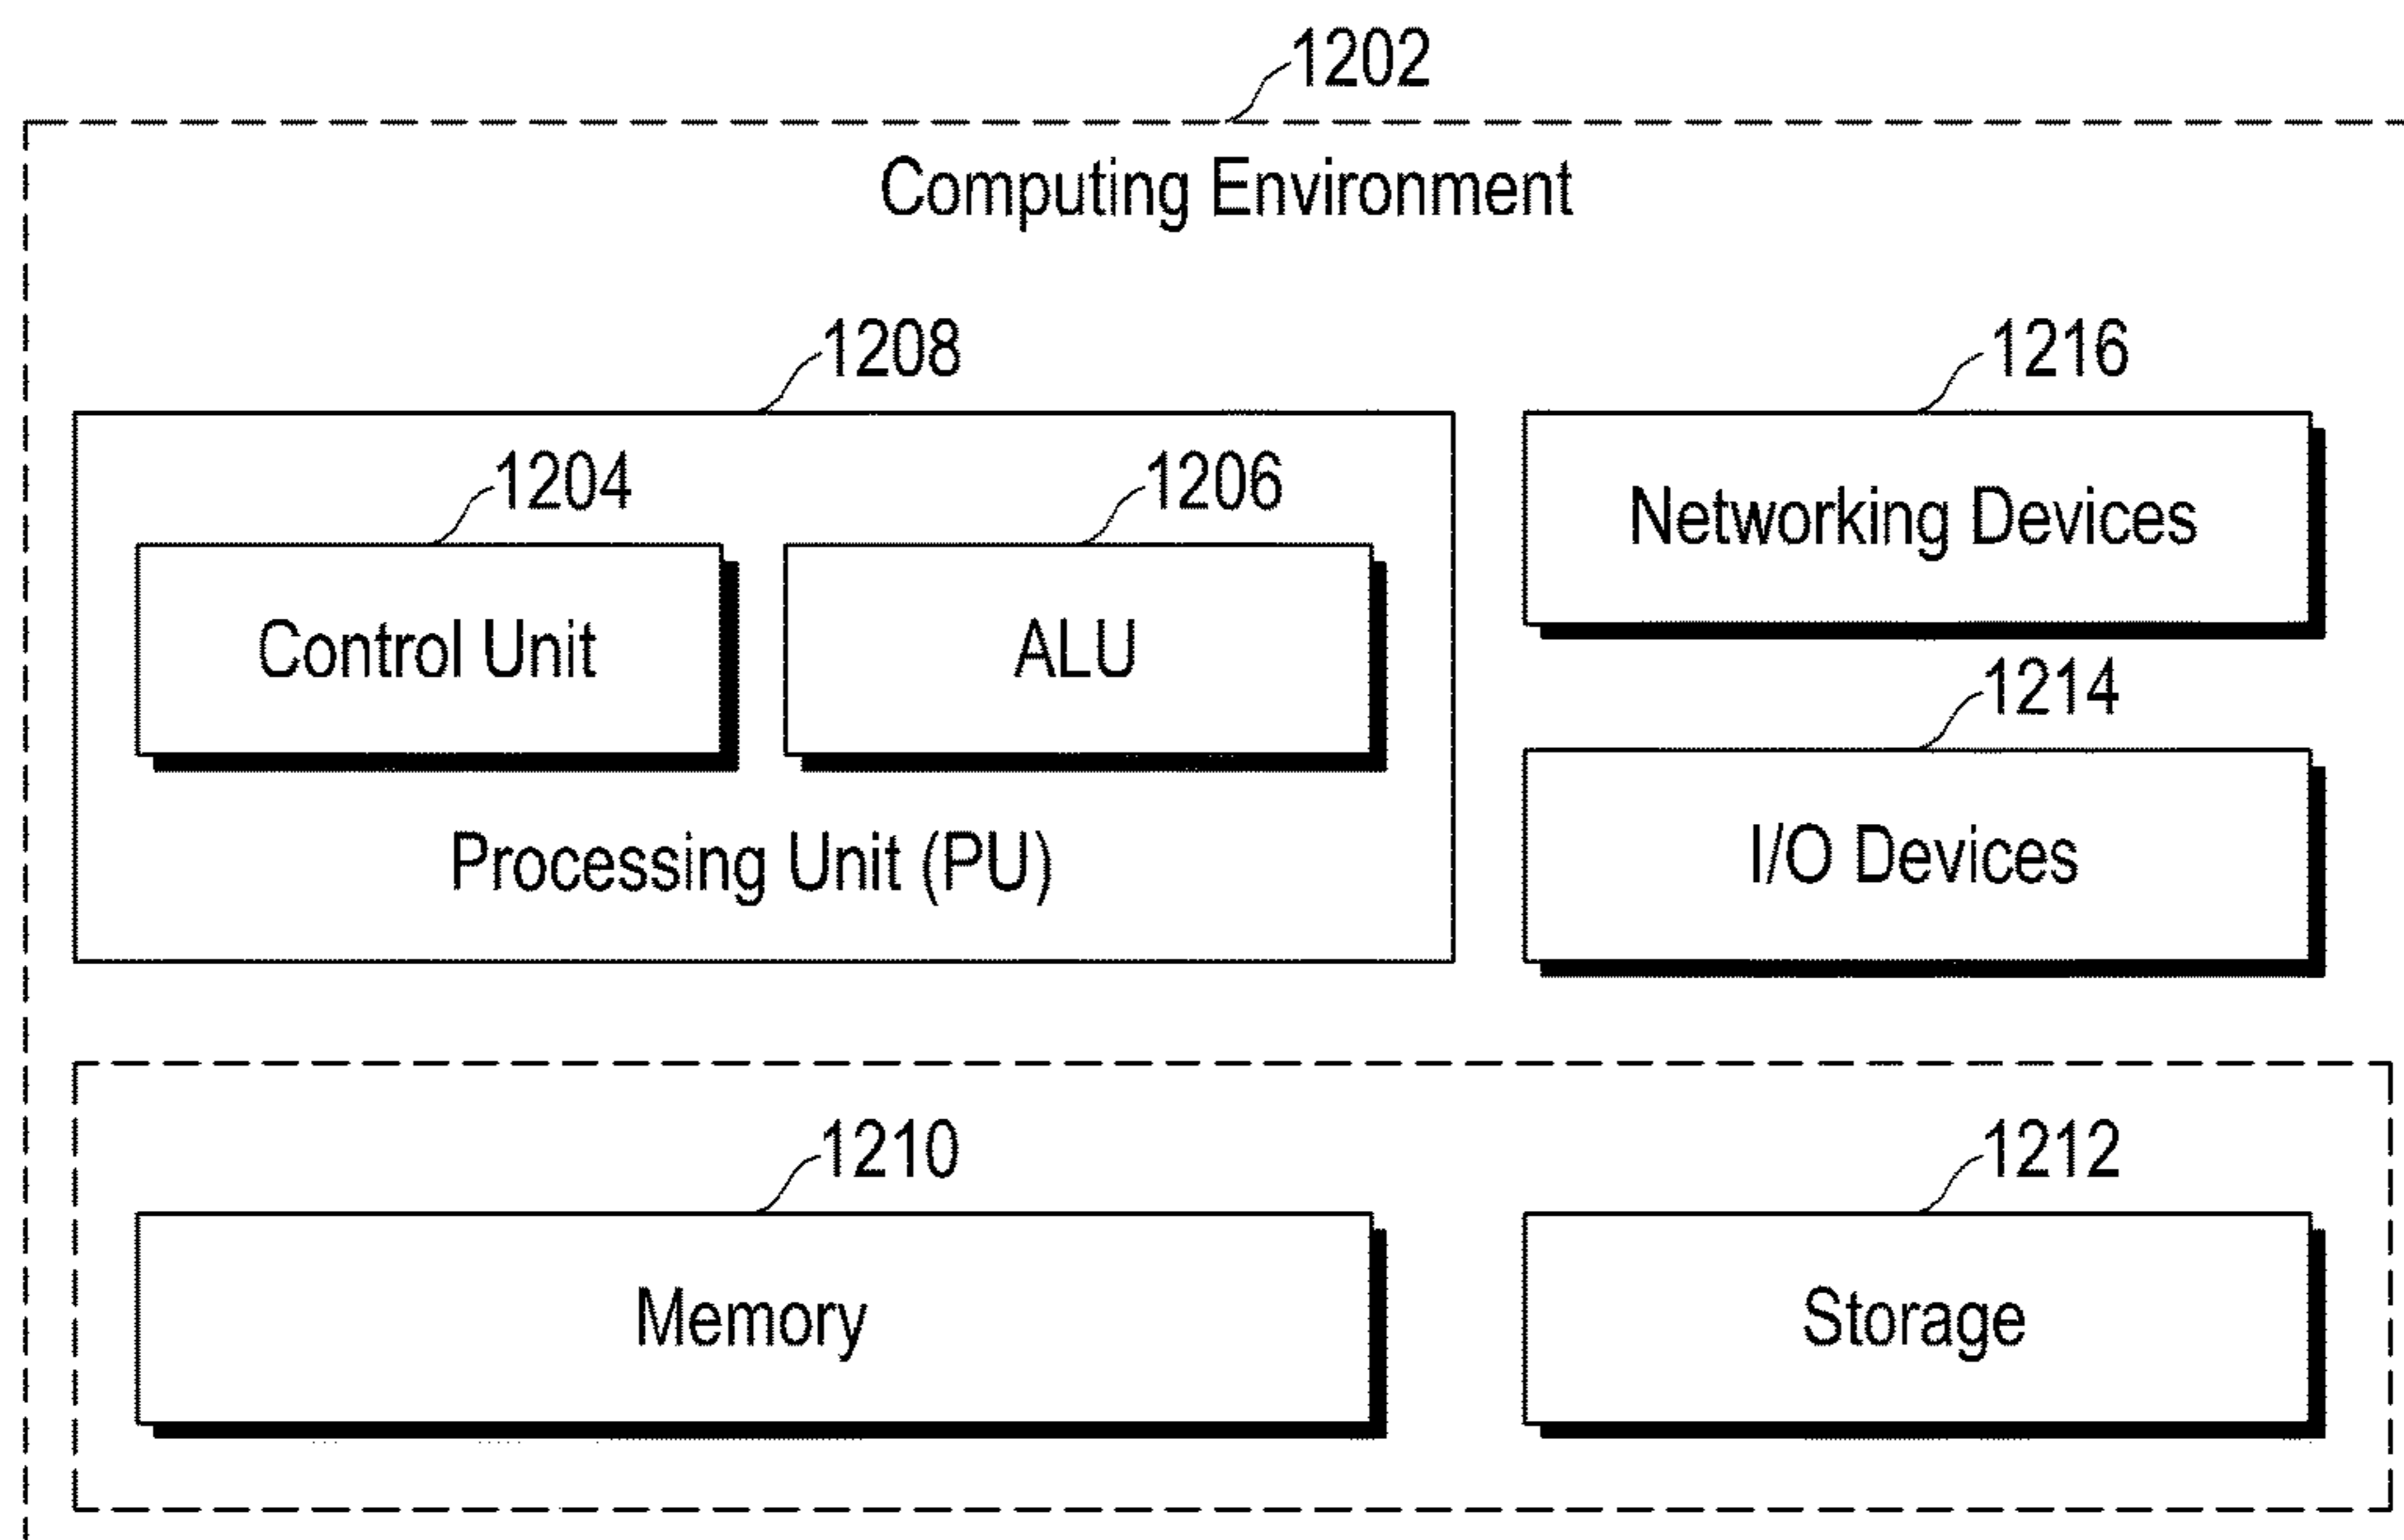 1202
Computing Environment
1208
1216
1204
1206
Networking Devices
Control Unit
ALU
1214
Processing Unit (PU)
I/O Devices
1210
1212
Memory
Storage